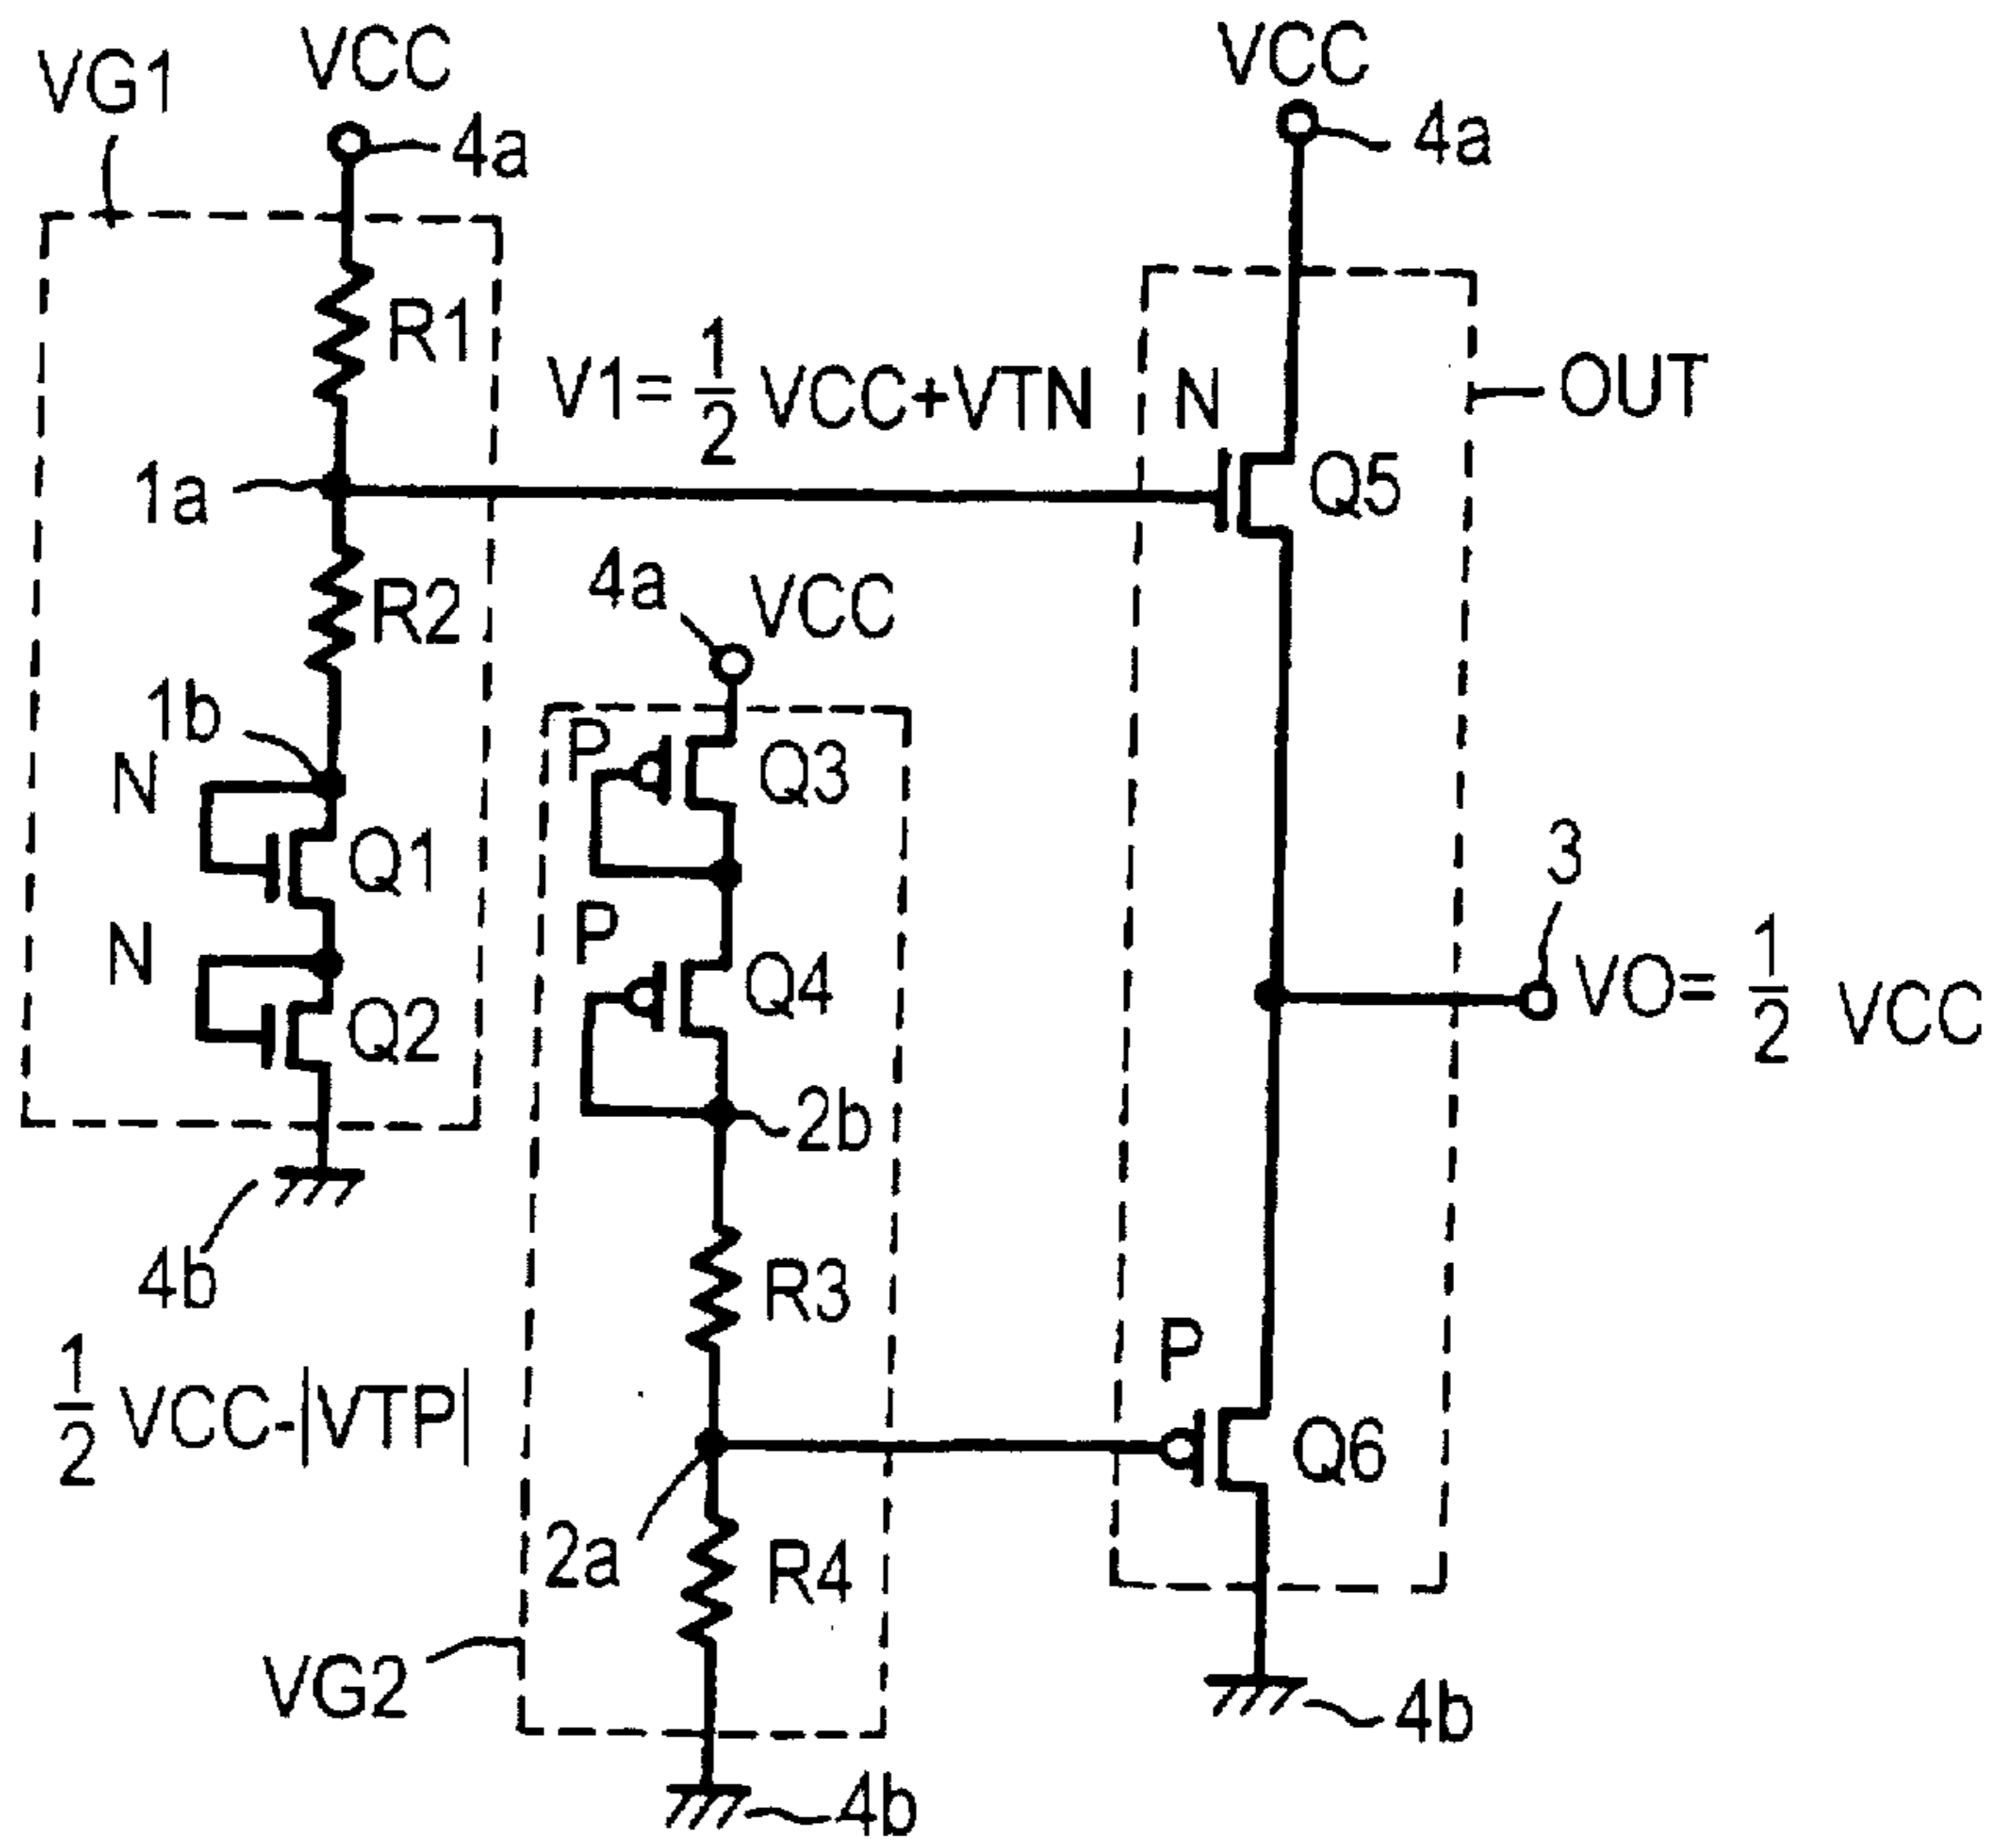 VG1
VCC
4a
VCC
4a
R1
V1=1/2 VCC+VTN
N
OUT
Q5
1a
R2
4a
VCC
1b
N
Q1
P
Q3
3
N
Q2
P
Q4
VO=1/2 VCC
2b
4b
R3
1/2 VCC-|VTP|
P
Q6
2a
R4
VG2
4b
4b